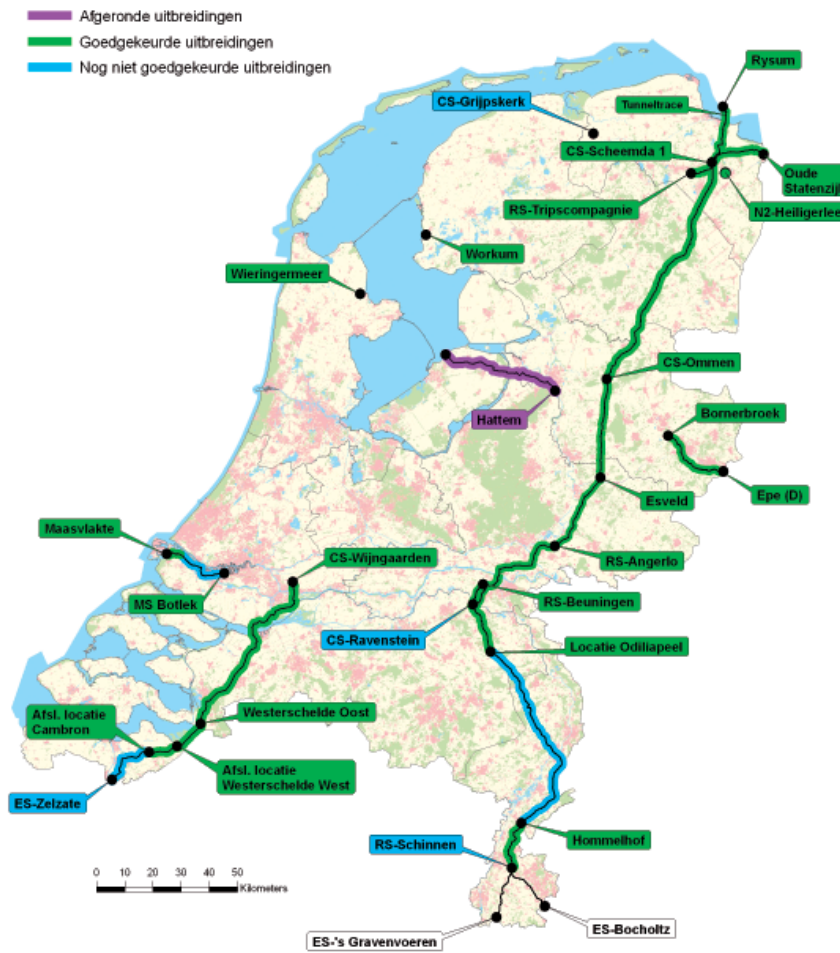 Afgeronde uitbreidingen
Goedgekeurde uitbreidingen
Nog niet goedgekeurde uitbreidingen
Rysum
CS-Grijpskerk
Tunneltrace
CS-Scheemda 1
Oude
Statenzijl
RS-Tripscompagnie
N2-Heiligerlee
Workum
Wieringermeer
CS-Ommen
Hattem
Bornerbroek
Esveld
Epe (D)
Maasvlakte
CS-Wijngaarden
RS-Angerlo
MS Botlek
RS-Beuningen
CS-Ravenstein
Locatie Odiliapeel
Afsl. locatie
Cambron
Westerschelde Oost
Afsl. locatie
Westerschelde West
ES-Zelzate
RS-Schinnen
Hommelhof
0 10 20 30 40 50
Kilometers
ES-'s Gravenvoeren
ES-Bocholtz